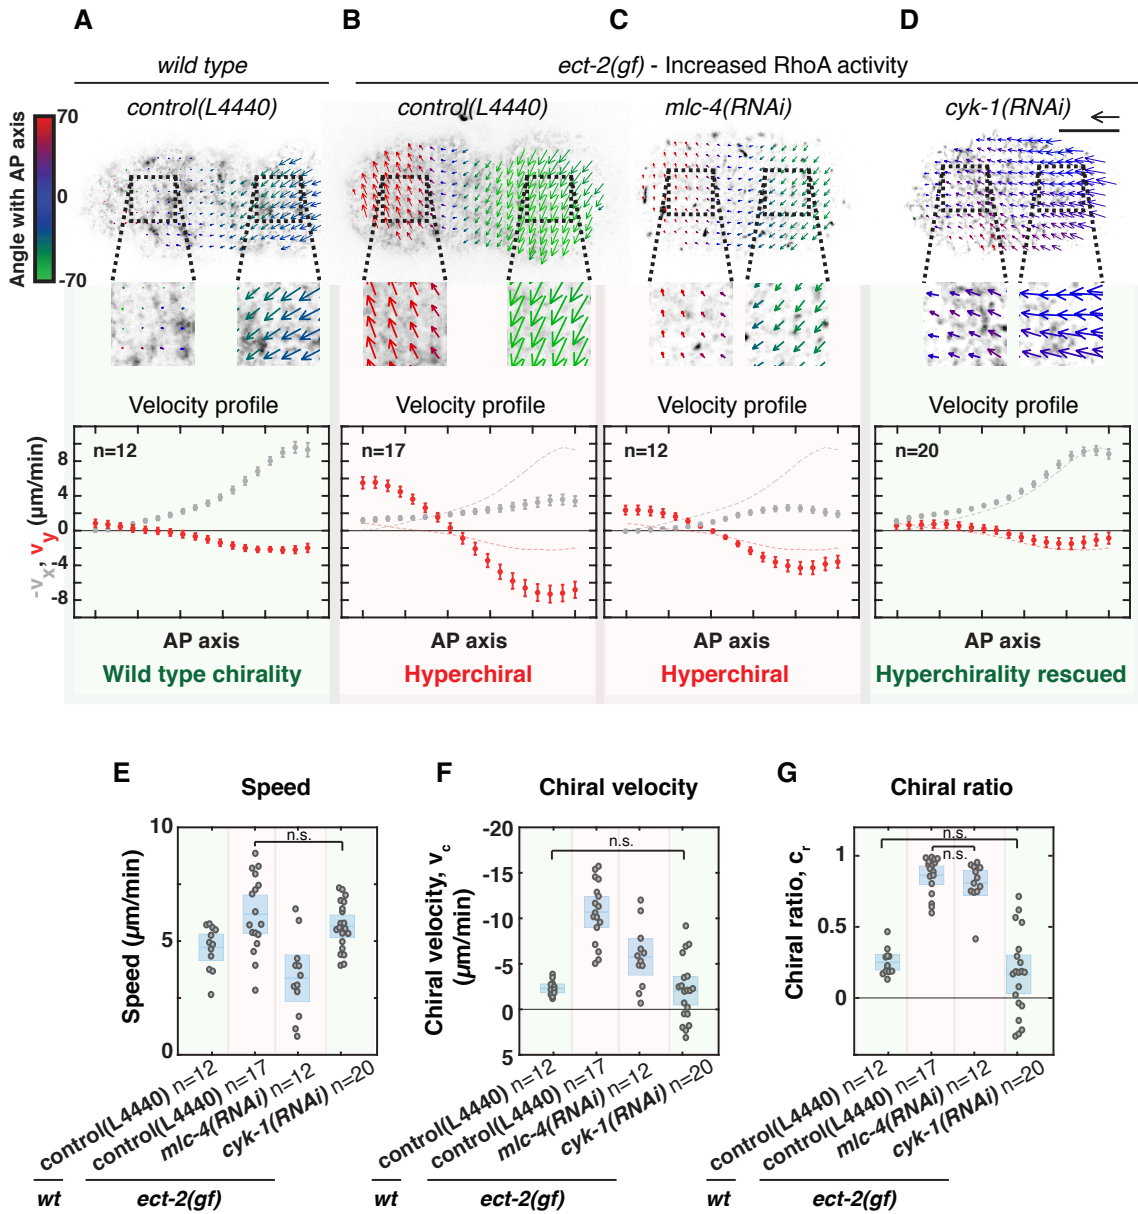 A
B
C
D
wild type
ect-2(gf) - Increased RhoA activity
control(L4440)
control(L4440)
mlc-4(RNAi)
cyk-1(RNAi)
Angle with AP axis
70
0
-70
Velocity profile
Velocity profile
Velocity profile
Velocity profile
n=12
n=17
n=12
n=20
-vx, vy (µm/min)
8
4
0
-4
-8
AP axis
AP axis
AP axis
AP axis
Wild type chirality
Hyperchiral
Hyperchiral
Hyperchirality rescued
E
Speed
Speed (µm/min)
10
5
0
n.s.
control(L4440) n=12
control(L4440) n=17
mlc-4(RNAi) n=12
cyk-1(RNAi) n=20
wt
ect-2(gf)
F
Chiral velocity
Chiral velocity, vc
(µm/min)
-20
-15
-10
-5
0
5
n.s.
control(L4440) n=12
control(L4440) n=17
mlc-4(RNAi) n=12
cyk-1(RNAi) n=20
wt
ect-2(gf)
G
Chiral ratio
Chiral ratio, cr
1
0.5
0
n.s.
n.s.
control(L4440) n=12
control(L4440) n=17
mlc-4(RNAi) n=12
cyk-1(RNAi) n=20
wt
ect-2(gf)